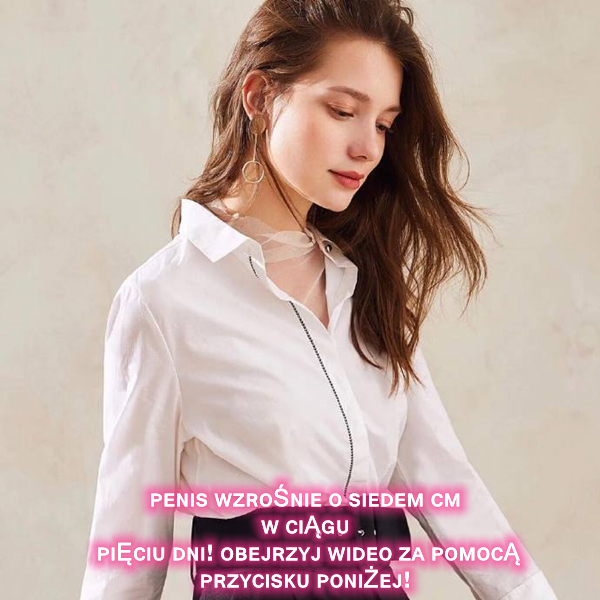 PENIS WZROŚNIE O SIEDEM CM
W CIĄGU
PIĘCIU DNI! OBEJRZYJ WIDEO ZA POMOCĄ
PRZYCISKU PONIŻEJ!